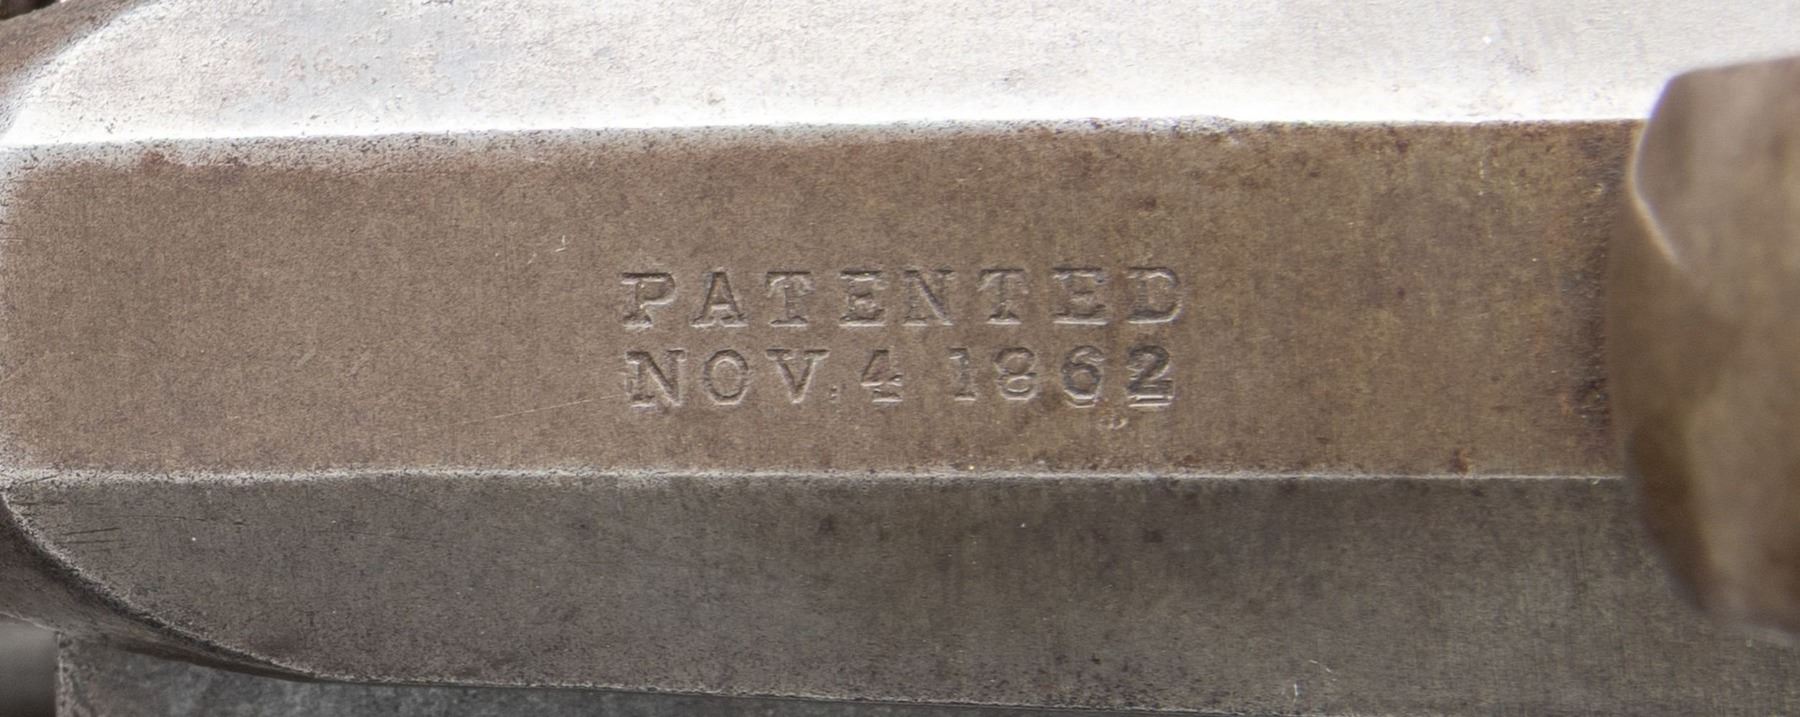 PATENTED
NOV. 4 1862